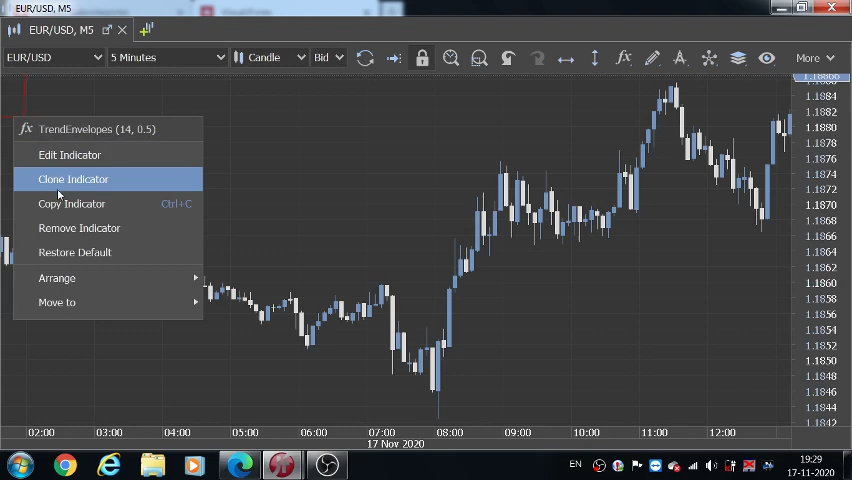 EUR/USD, M5
EUR/USD, M5
EUR/USD
5 Minutes
Candle
Bid
More
fx TrendEnvelopes (14, 0.5)
Edit Indicator
Clone Indicator
Copy Indicator Ctrl+C
Remove Indicator
Restore Default
Arrange
Move to
1.18866
1.1884
1.1880
1.1878
1.1876
1.1874
1.1870
1.1868
1.1866
1.1864
1.1862
1.1860
1.1858
1.1856
1.1854
1.1852
1.1850
1.1848
1.1846
1.1844
1.1842
02:00 03:00 04:00 05:00 06:00 07:00 08:00 09:00 10:00 11:00 12:00
17 Nov 2020
EN
19:29
17-11-2020